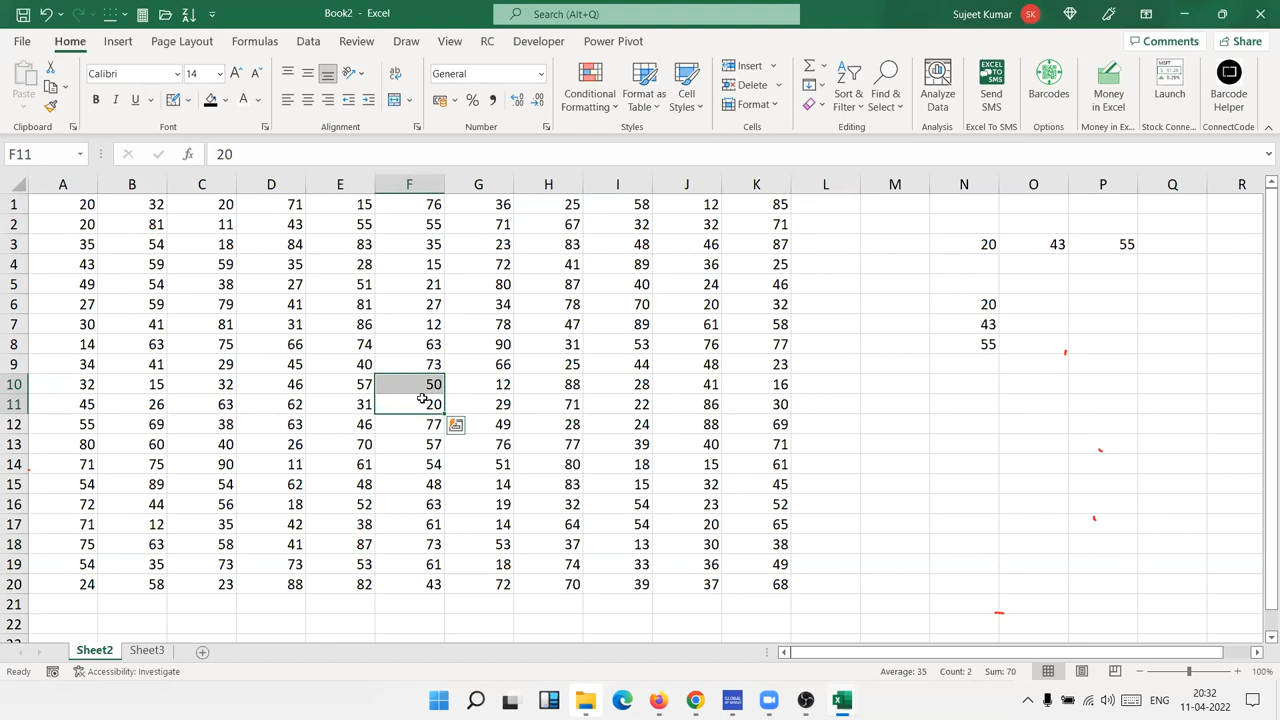 Book2 - Excel
Search (Alt+Q)
Sujeet Kumar SK
File Home Insert Page Layout Formulas Data Review Draw View RC Developer Help Power Pivot Comments Share
Paste Calibri 14 General Conditional Formatting Format as Table Cell Styles Insert Delete Format Sort & Filter Find & Select Analyze Data Send SMS Barcodes Money in Excel Launch Barcode Helper
Clipboard Font Alignment Number Styles Cells Editing Analysis Excel To SMS Options Money in Ex... Stock Conne... ConnectCode
F11 fx 20
A B C D E F G H I J K L M N O P Q R
1 20 32 20 71 15 76 36 25 58 12 85
2 20 81 11 43 55 55 71 67 32 32 71
3 35 54 18 84 83 35 23 83 48 46 87 20 43 55
4 43 59 59 35 28 15 72 41 89 36 25
5 49 54 38 27 51 21 80 87 40 24 46
6 27 59 79 41 81 27 34 78 70 20 32 20
7 30 41 81 31 86 12 78 47 89 61 58 43
8 14 63 75 66 74 63 90 31 53 76 77 55
9 34 41 29 45 40 73 66 25 44 48 23
10 32 15 32 46 57 50 12 88 28 41 16
11 45 26 63 62 31 20 29 71 22 86 30
12 55 69 38 63 46 77 49 28 24 88 69
13 80 60 40 26 70 57 76 77 39 40 71
14 71 75 90 11 61 54 51 80 18 15 61
15 54 89 54 62 48 48 14 83 15 32 45
16 72 44 56 18 52 63 19 32 54 23 52
17 71 12 35 42 38 61 14 64 54 20 65
18 75 63 58 41 87 73 53 37 13 30 38
19 54 35 73 73 53 61 18 74 33 36 49
20 24 58 23 88 82 43 72 70 39 37 68
21
22
Sheet2 Sheet3
Ready Accessibility: Investigate Average: 35 Count: 2 Sum: 70 100%
ENG 20:32
11-04-2022